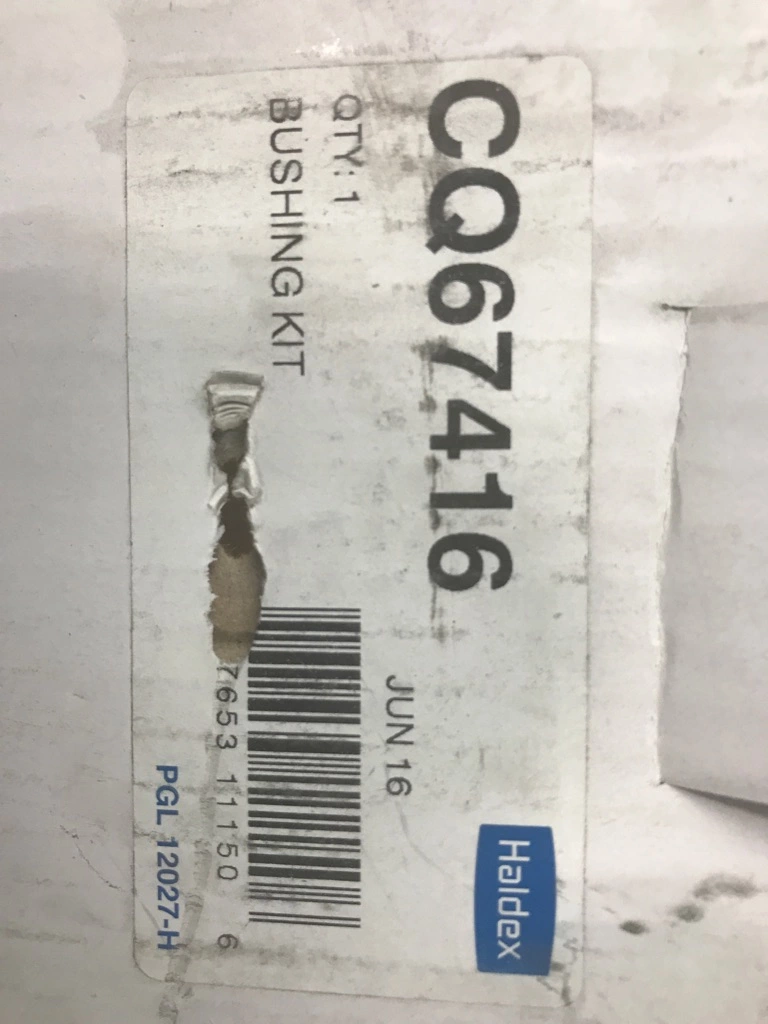 CQ67416
QTY: 1
BUSHING KIT
JUN 16
Haldex
7653 11150 6
PGL 12027-H